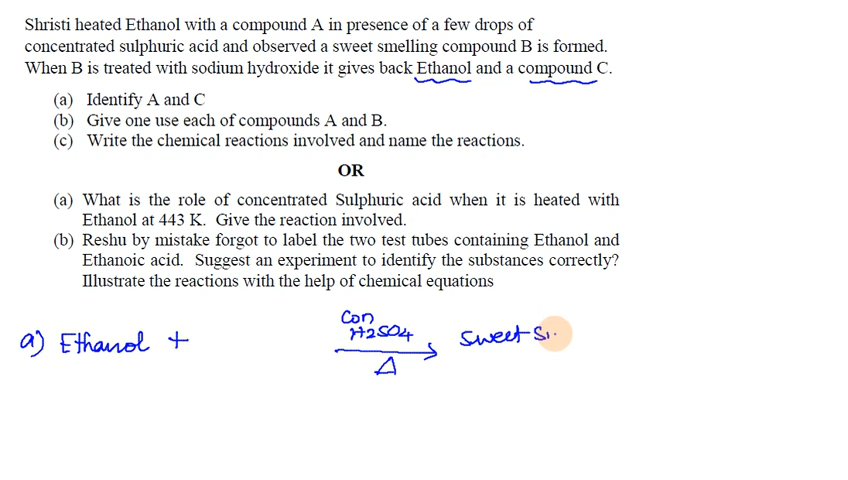 Shristi heated Ethanol with a compound A in presence of a few drops of
concentrated sulphuric acid and observed a sweet smelling compound B is formed.
When B is treated with sodium hydroxide it gives back Ethanol and a compound C.
(a) Identify A and C
(b) Give one use each of compounds A and B.
(c) Write the chemical reactions involved and name the reactions.
OR
(a) What is the role of concentrated Sulphuric acid when it is heated with
Ethanol at 443 K. Give the reaction involved.
(b) Reshu by mistake forgot to label the two test tubes containing Ethanol and
Ethanoic acid. Suggest an experiment to identify the substances correctly?
Illustrate the reactions with the help of chemical equations
Con
H2SO4
a) Ethanol + Sweet
Δ